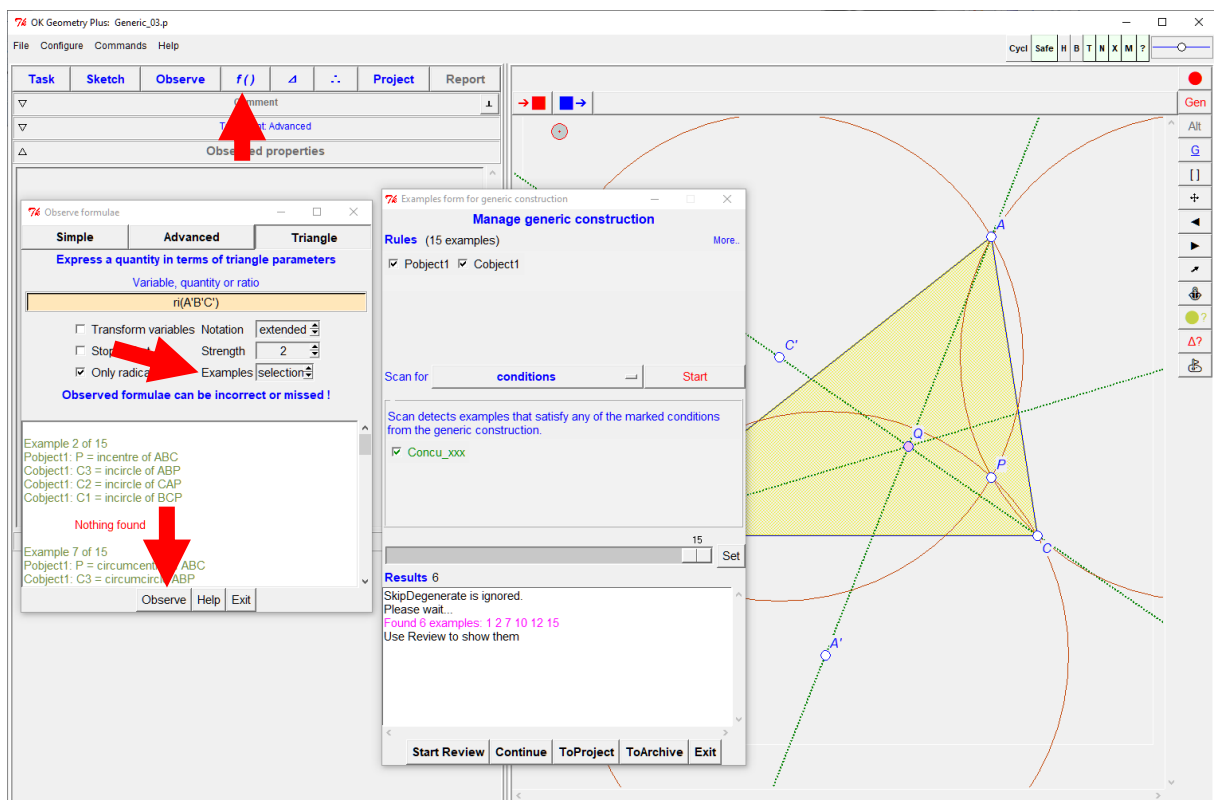 OK Geometry Plus: Generic_03.p
File Configure Commands Help
Cycl Safe H B T N X M ?
Task Sketch Observe f() ⊿ ∴ Project Report
Advanced
Observed properties
Gen
Alt
G
[ ]
?
Δ?
Observe formulae
Simple Advanced Triangle
Express a quantity in terms of triangle parameters
Variable, quantity or ratio
ri(A'B'C')
Transform variables Notation extended
Strength 2
Only Examples selection
Observed formulae can be incorrect or missed !
Example 2 of 15
Pobject1: P = incentre of ABC
Cobject1: C3 = incircle of ABP
Cobject1: C2 = incircle of CAP
Cobject1: C1 = incircle of BCP
Nothing found
Example 7 of 15
Pobject1: P = ABC
Cobject1: C3 = ABP
Observe Help Exit
Examples form for generic construction
Manage generic construction
Rules (15 examples) More..
Pobject1 Cobject1
Scan for conditions Start
Scan detects examples that satisfy any of the marked conditions
from the generic construction.
Concu_xxx
15
Set
Results 6
SkipDegenerate is ignored.
Please wait...
Found 6 examples: 1 2 7 10 12 15
Use Review to show them
Start Review Continue ToProject ToArchive Exit
A
C'
Q
P
C
A'